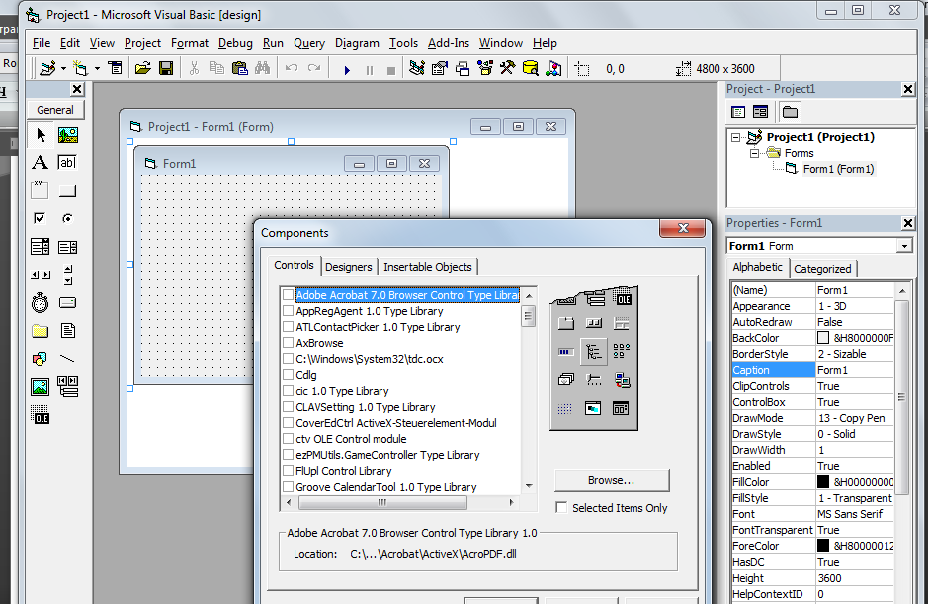 Project1 - Microsoft Visual Basic [design]
File Edit View Project Format Debug Run Query Diagram Tools Add-Ins Window Help
0, 0 4800 x 3600
General
A ab|
XY
OLE
Project1 - Form1 (Form)
Form1
Components
Controls Designers Insertable Objects
Adobe Acrobat 7.0 Browser Contro Type Librar
AppRegAgent 1.0 Type Library
ATLContactPicker 1.0 Type Library
AxBrowse
C:\Windows\System32\tdc.ocx
Cdlg
cic 1.0 Type Library
CLAVSetting 1.0 Type Library
CoverEdCtrl ActiveX-Steuerelement-Modul
ctv OLE Control module
ezPMUtils.GameController Type Library
FlUpl Control Library
Groove CalendarTool 1.0 Type Library
OLE
Browse...
Selected Items Only
Adobe Acrobat 7.0 Browser Control Type Library 1.0
Location: C:\...\Acrobat\ActiveX\AcroPDF.dll
Project - Project1
Project1 (Project1)
Forms
Form1 (Form1)
Properties - Form1
Form1 Form
Alphabetic Categorized
(Name) Form1
Appearance 1 - 3D
AutoRedraw False
BackColor &H8000000F
BorderStyle 2 - Sizable
Caption Form1
ClipControls True
ControlBox True
DrawMode 13 - Copy Pen
DrawStyle 0 - Solid
DrawWidth 1
Enabled True
FillColor &H00000000
FillStyle 1 - Transparent
Font MS Sans Serif
FontTransparent True
ForeColor &H80000012
HasDC True
Height 3600
HelpContextID 0